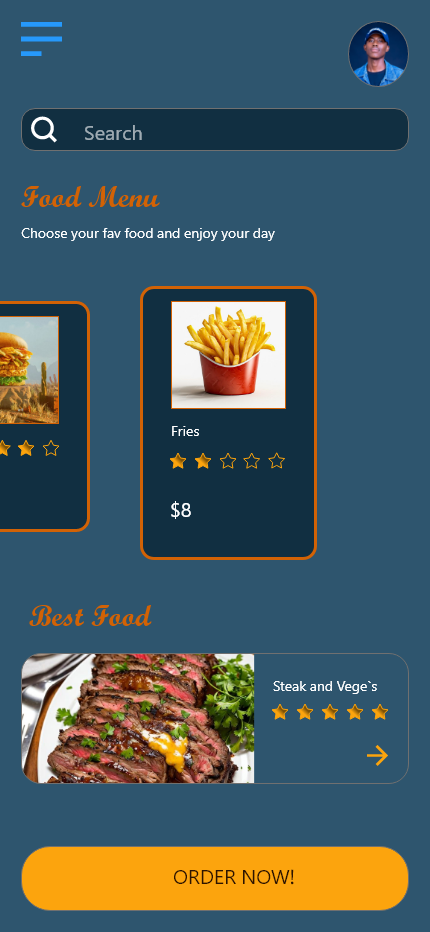 Search
Food Menu
Choose your fav food and enjoy your day
Fries
$8
Best Food
Steak and Vege`s
ORDER NOW!